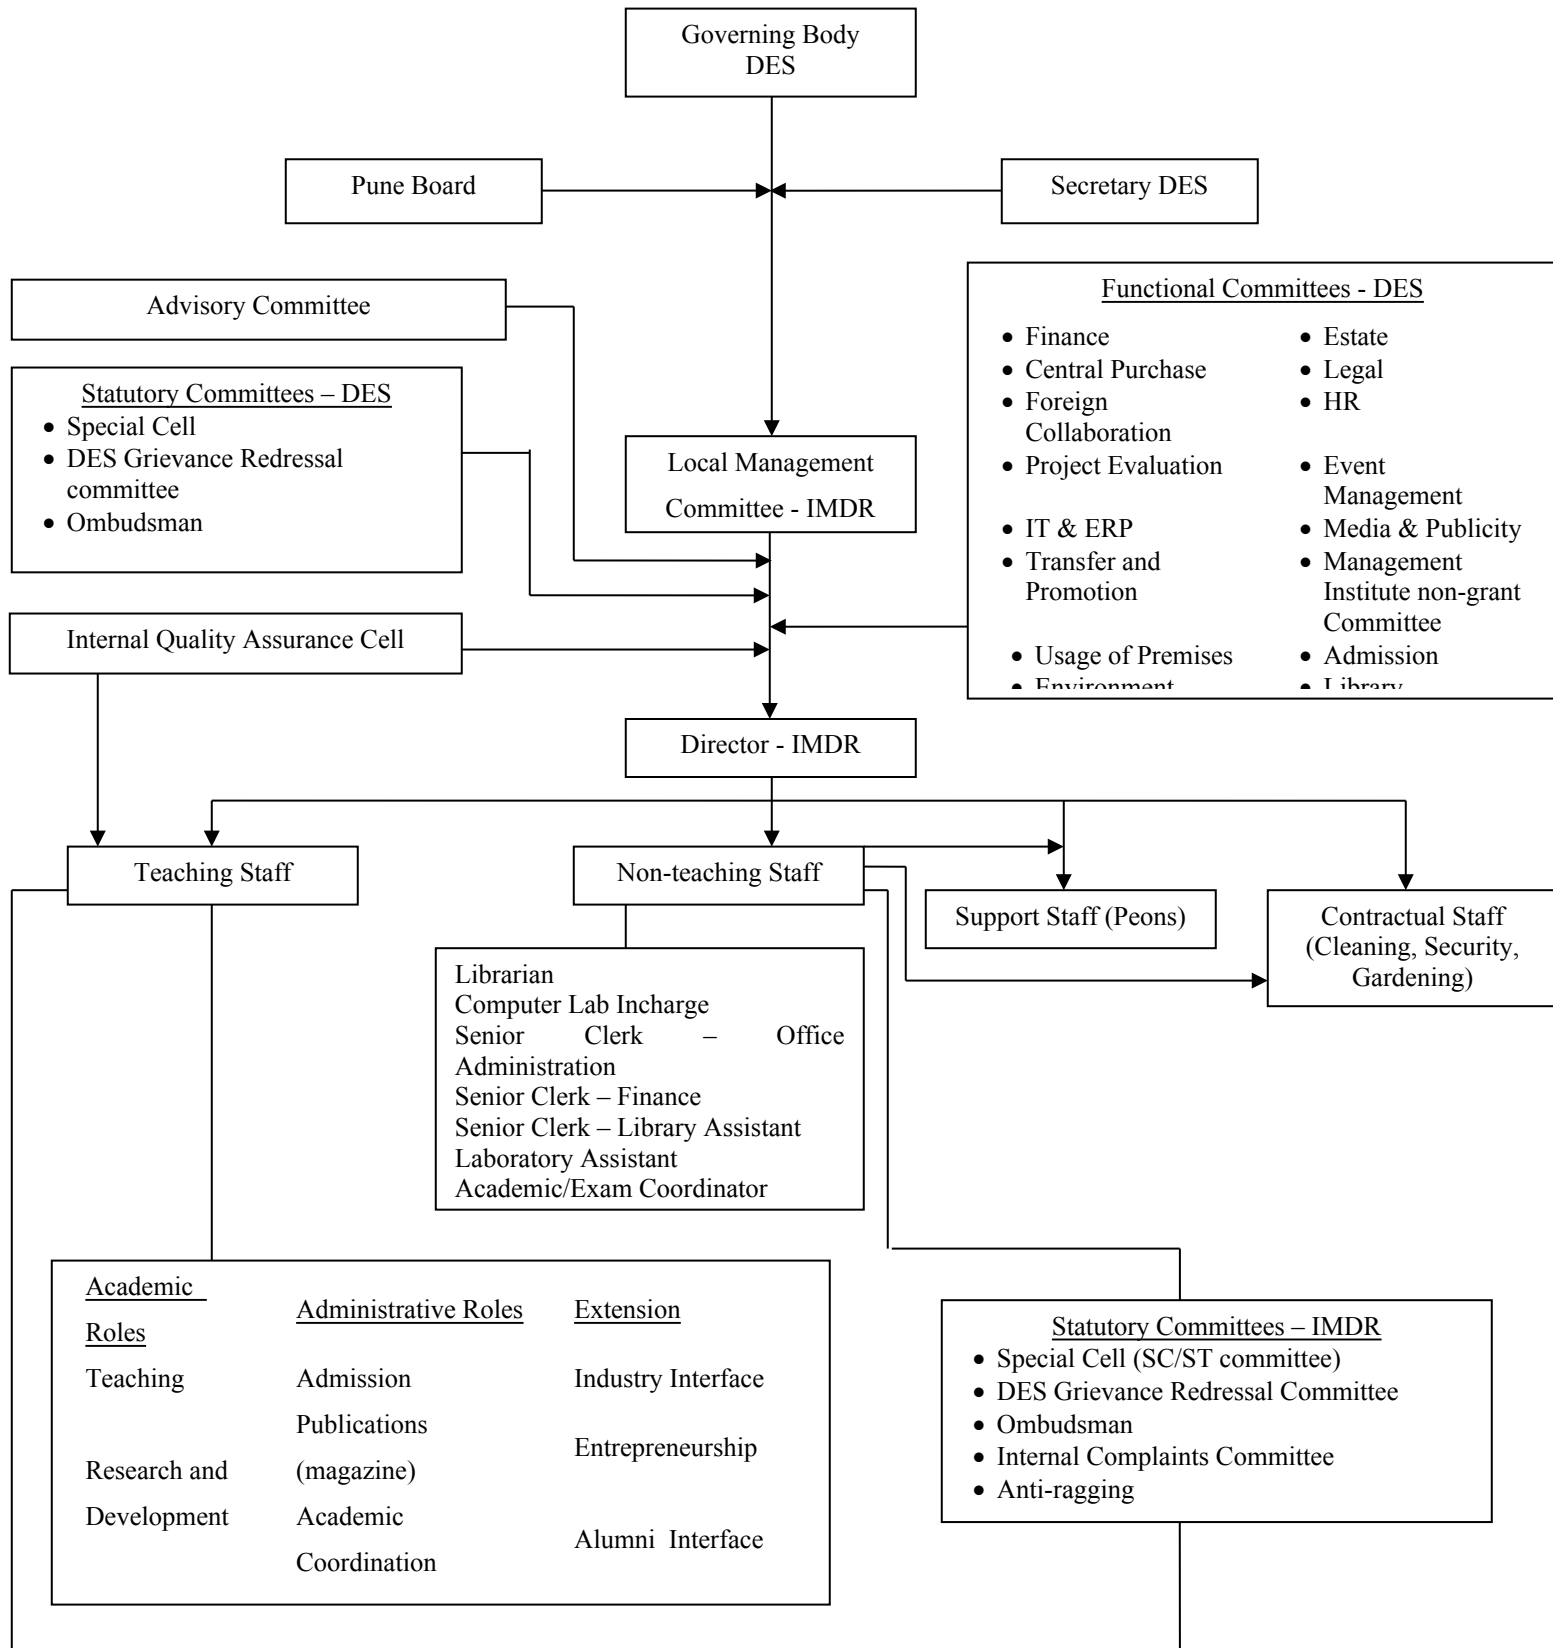 Governing Body
DES
Pune Board
Secretary DES
Advisory Committee
Functional Committees - DES
• Finance
• Estate
• Central Purchase
• Legal
• Foreign
Collaboration
• HR
• Project Evaluation
• Event
Management
• IT & ERP
• Media & Publicity
• Transfer and
Promotion
• Management
Institute non-grant
Committee
• Usage of Premises
• Admission
• Environment
• Library
Statutory Committees – DES
• Special Cell
• DES Grievance Redressal
committee
• Ombudsman
Local Management
Committee - IMDR
Internal Quality Assurance Cell
Director - IMDR
Teaching Staff
Non-teaching Staff
Support Staff (Peons)
Contractual Staff
(Cleaning, Security,
Gardening)
Librarian
Computer Lab Incharge
Senior Clerk – Office
Administration
Senior Clerk – Finance
Senior Clerk – Library Assistant
Laboratory Assistant
Academic/Exam Coordinator
Academic
Roles
Teaching
Research and
Development
Administrative Roles
Admission
Publications
(magazine)
Academic
Coordination
Extension
Industry Interface
Entrepreneurship
Alumni Interface
Statutory Committees – IMDR
• Special Cell (SC/ST committee)
• DES Grievance Redressal Committee
• Ombudsman
• Internal Complaints Committee
• Anti-ragging